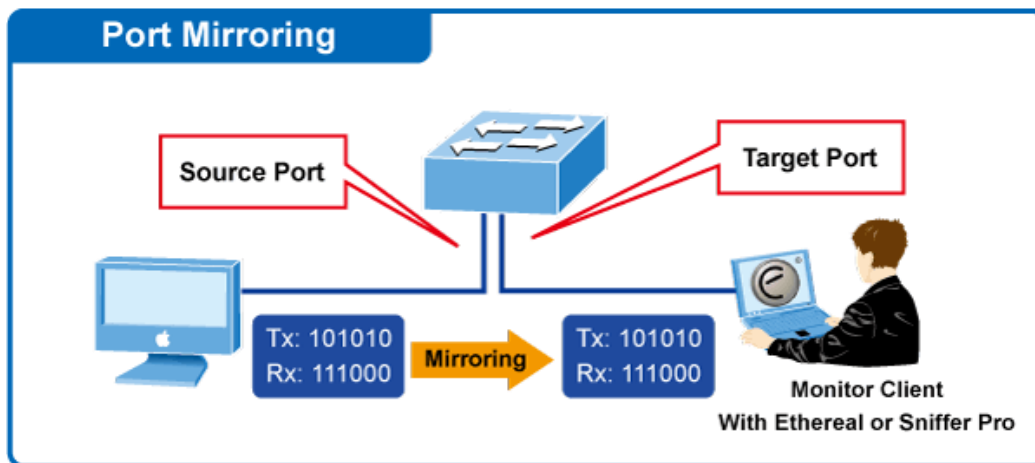 Port Mirroring
Source Port
Target Port
Tx: 101010
Rx: 111000
Mirroring
Tx: 101010
Rx: 111000
Monitor Client
With Ethereal or Sniffer Pro